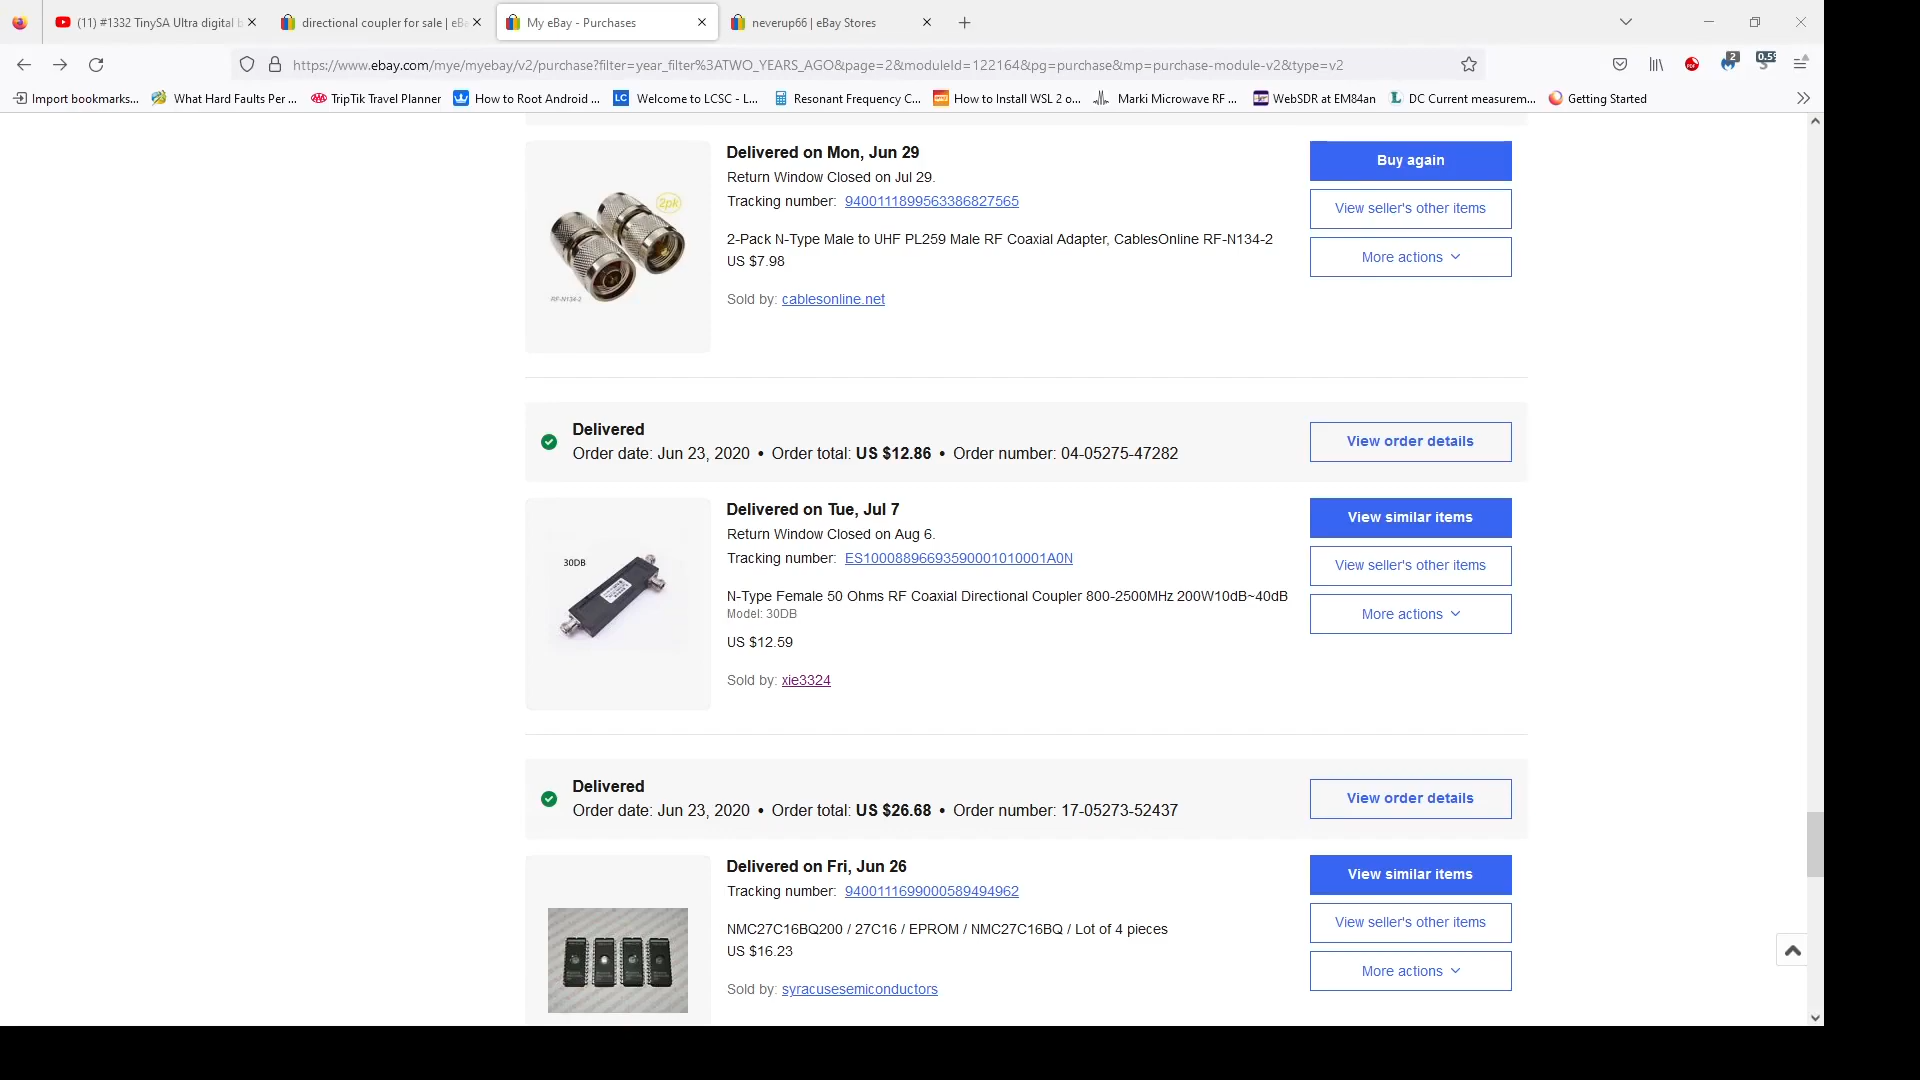 (11) #1332 TinySA Ultra digital b
directional coupler for sale | eBa
My eBay - Purchases
neverup66 | eBay Stores
https://www.ebay.com/mye/myebay/v2/purchase?filter=year_filter%3ATWO_YEARS_AGO&page=2&moduleId=122164&pg=purchase&mp=purchase-module-v2&type=v2
2
0.59
Import bookmarks...
What Hard Faults Per ...
TripTik Travel Planner
How to Root Android ...
LC
Welcome to LCSC - L...
Resonant Frequency C...
How to Install WSL 2 o...
Marki Microwave RF ...
WebSDR at EM84an
DC Current measurem...
Getting Started
2pk
RF-N134-2
Delivered on Mon, Jun 29
Return Window Closed on Jul 29.
Tracking number: 9400111899563386827565
2-Pack N-Type Male to UHF PL259 Male RF Coaxial Adapter, CablesOnline RF-N134-2
US $7.98
Sold by: cablesonline.net
Buy again
View seller's other items
More actions
Delivered
Order date: Jun 23, 2020 • Order total: US $12.86 • Order number: 04-05275-47282
View order details
30DB
Delivered on Tue, Jul 7
Return Window Closed on Aug 6.
Tracking number: ES10008896693590001010001A0N
N-Type Female 50 Ohms RF Coaxial Directional Coupler 800-2500MHz 200W10dB~40dB
Model: 30DB
US $12.59
Sold by: xie3324
View similar items
View seller's other items
More actions
Delivered
Order date: Jun 23, 2020 • Order total: US $26.68 • Order number: 17-05273-52437
View order details
Delivered on Fri, Jun 26
Tracking number: 9400111699000589494962
NMC27C16BQ200 / 27C16 / EPROM / NMC27C16BQ / Lot of 4 pieces
US $16.23
Sold by: syracusesemiconductors
View similar items
View seller's other items
More actions